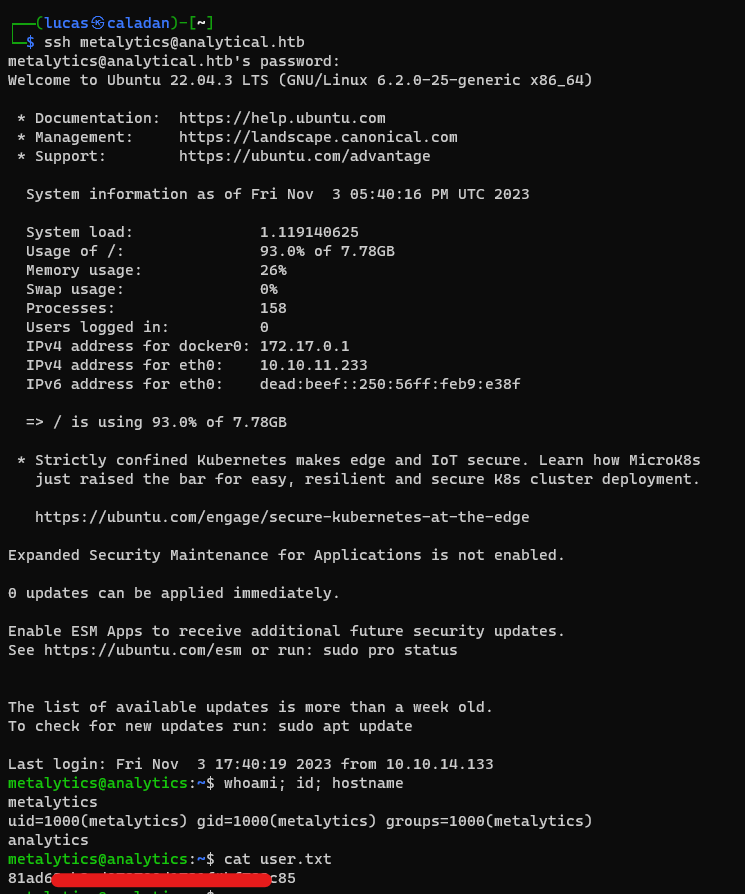 ┌──(lucas㉿caladan)-[~]
└─$ ssh metalytics@analytical.htb
metalytics@analytical.htb's password:
Welcome to Ubuntu 22.04.3 LTS (GNU/Linux 6.2.0-25-generic x86_64)

 * Documentation:  https://help.ubuntu.com
 * Management:     https://landscape.canonical.com
 * Support:        https://ubuntu.com/advantage

  System information as of Fri Nov  3 05:40:16 PM UTC 2023

  System load:              1.119140625
  Usage of /:               93.0% of 7.78GB
  Memory usage:             26%
  Swap usage:               0%
  Processes:                158
  Users logged in:          0
  IPv4 address for docker0: 172.17.0.1
  IPv4 address for eth0:    10.10.11.233
  IPv6 address for eth0:    dead:beef::250:56ff:feb9:e38f

  => / is using 93.0% of 7.78GB

 * Strictly confined Kubernetes makes edge and IoT secure. Learn how MicroK8s
   just raised the bar for easy, resilient and secure K8s cluster deployment.

   https://ubuntu.com/engage/secure-kubernetes-at-the-edge

Expanded Security Maintenance for Applications is not enabled.

0 updates can be applied immediately.

Enable ESM Apps to receive additional future security updates.
See https://ubuntu.com/esm or run: sudo pro status


The list of available updates is more than a week old.
To check for new updates run: sudo apt update

Last login: Fri Nov  3 17:40:19 2023 from 10.10.14.133
metalytics@analytics:~$ whoami; id; hostname
metalytics
uid=1000(metalytics) gid=1000(metalytics) groups=1000(metalytics)
analytics
metalytics@analytics:~$ cat user.txt